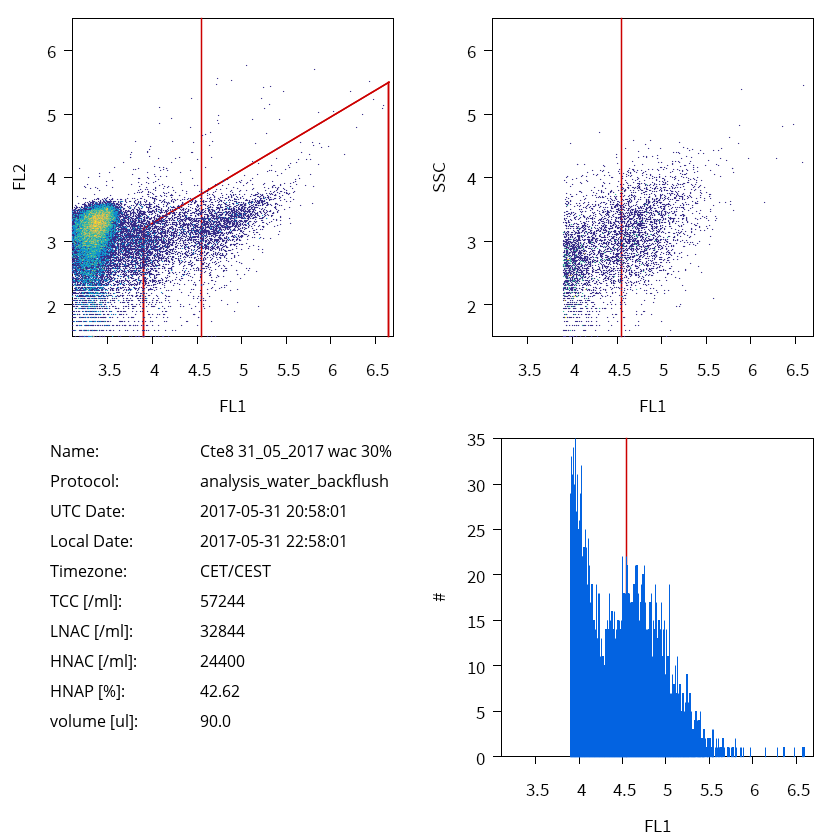 6
5
4
3
2
FL2
3.5 4 4.5 5 5.5 6 6.5
FL1
6
5
4
3
2
SSC
3.5 4 4.5 5 5.5 6 6.5
FL1
Name: Cte8 31_05_2017 wac 30%
Protocol: analysis_water_backflush
UTC Date: 2017-05-31 20:58:01
Local Date: 2017-05-31 22:58:01
Timezone: CET/CEST
TCC [/ml]: 57244
LNAC [/ml]: 32844
HNAC [/ml]: 24400
HNAP [%]: 42.62
volume [ul]: 90.0
35
30
25
20
15
10
5
0
#
3.5 4 4.5 5 5.5 6 6.5
FL1